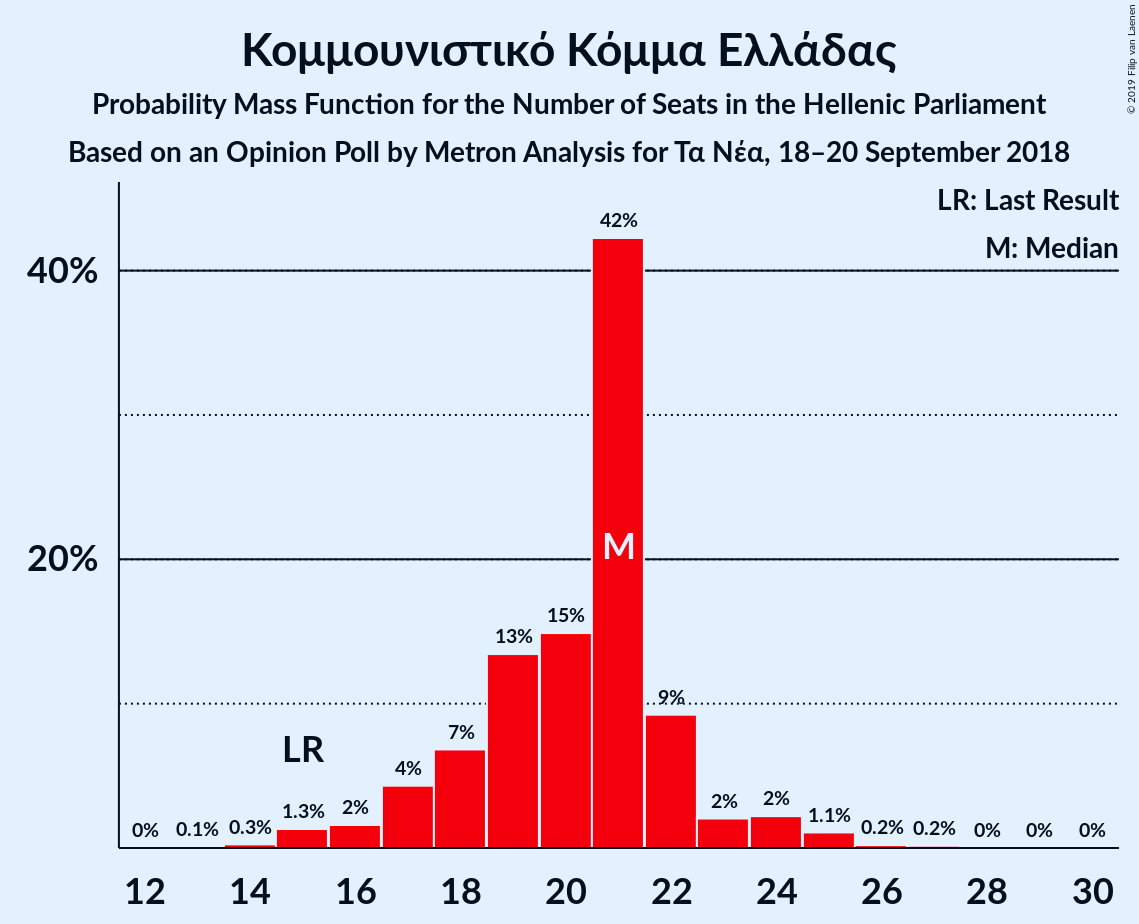 Κομμουνιστικό Κόμμα Ελλάδας
Probability Mass Function for the Number of Seats in the Hellenic Parliament
Based on an Opinion Poll by Metron Analysis for Τα Νέα, 18–20 September 2018
© 2019 Filip van Laenen
LR: Last Result
M: Median
42%
40%
M
20%
15%
13%
9%
7%
LR
4%
2%
2%
2%
1.3%
1.1%
0%
0.1%
0.3%
0.2%
0.2%
0%
0%
0%
12 14 16 18 20 22 24 26 28 30